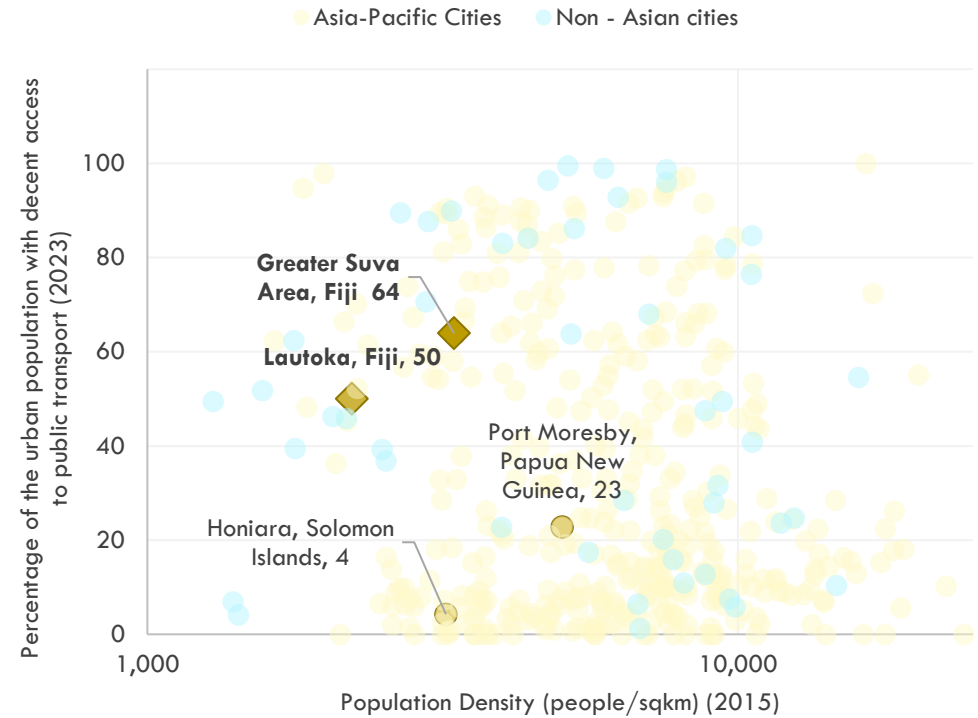 Asia-Pacific Cities
Non - Asian cities
Percentage of the urban population with decent access
to public transport (2023)
100
80
60
40
20
0
Greater Suva
Area, Fiji 64
Lautoka, Fiji, 50
Port Moresby,
Papua New
Guinea, 23
Honiara, Solomon
Islands, 4
1,000
10,000
Population Density (people/sqkm) (2015)